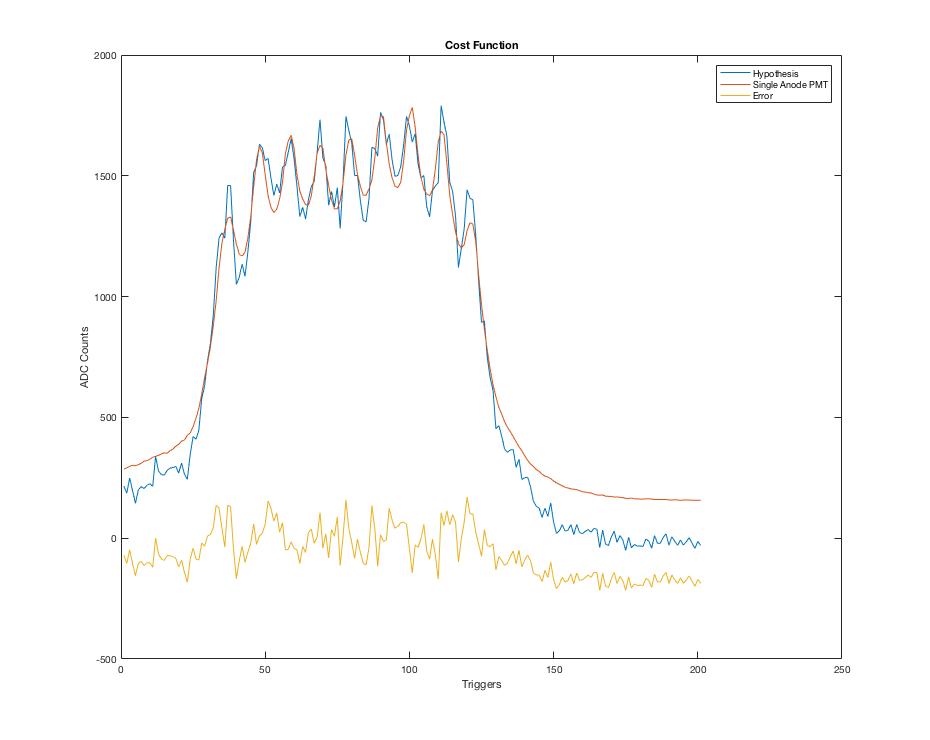 Cost Function
2000
1500
1000
500
0
-500
ADC Counts
Hypothesis
Single Anode PMT
Error
0 50 100 150 200 250
Triggers